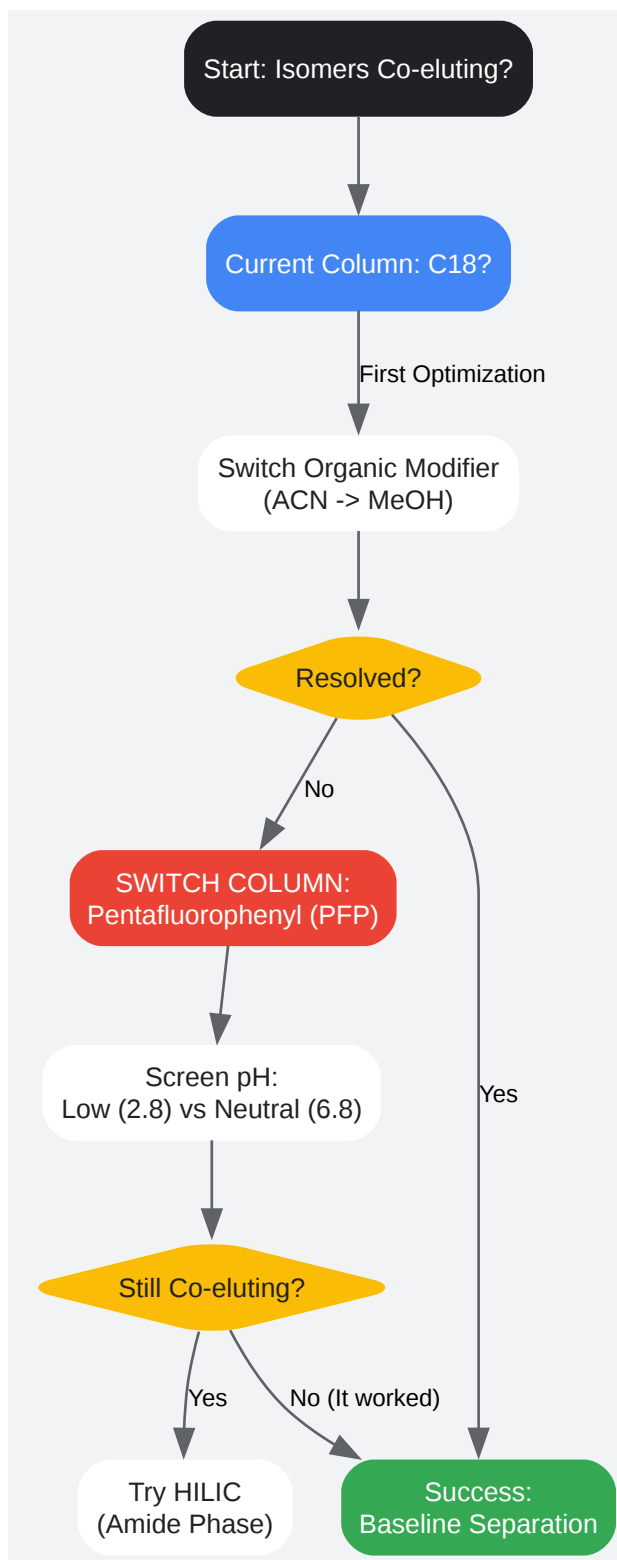 Start: Isomers Co-eluting?
Current Column: C18?
First Optimization
Switch Organic Modifier
(ACN -> MeOH)
Resolved?
No
SWITCH COLUMN:
Pentafluorophenyl (PFP)
Screen pH:
Low (2.8) vs Neutral (6.8)
Yes
Still Co-eluting?
Yes
No (It worked)
Try HILIC
(Amide Phase)
Success:
Baseline Separation